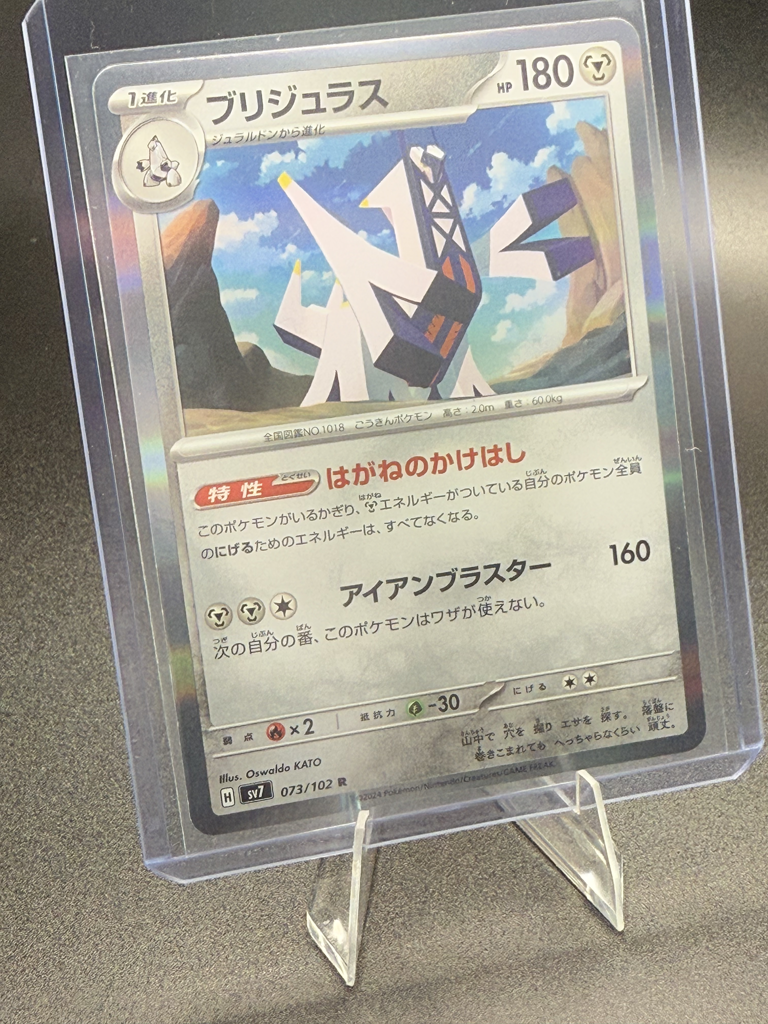 1進化
ブリジュラス
HP 180
ジュラルドンから進化
全国図鑑NO.1018 ごうきんポケモン 高さ:2.0m 重さ:60.0kg
特性 とくせい はがねのかけはし
このポケモンがいるかぎり、エネルギーがついている自分のポケモン全員
のにげるためのエネルギーは、すべてなくなる。
アイアンブラスター 160
次の自分の番、このポケモンはワザが使えない。
弱点 ×2 抵抗力 -30 にげる
山中で 穴を 掘り エサを 探す。 落盤に
巻きこまれても へっちゃらなくらい 頑丈。
Illus. Oswaldo KATO
H sv7 073/102 R
©2024 Pokémon/Nintendo/Creatures/GAME FREAK.